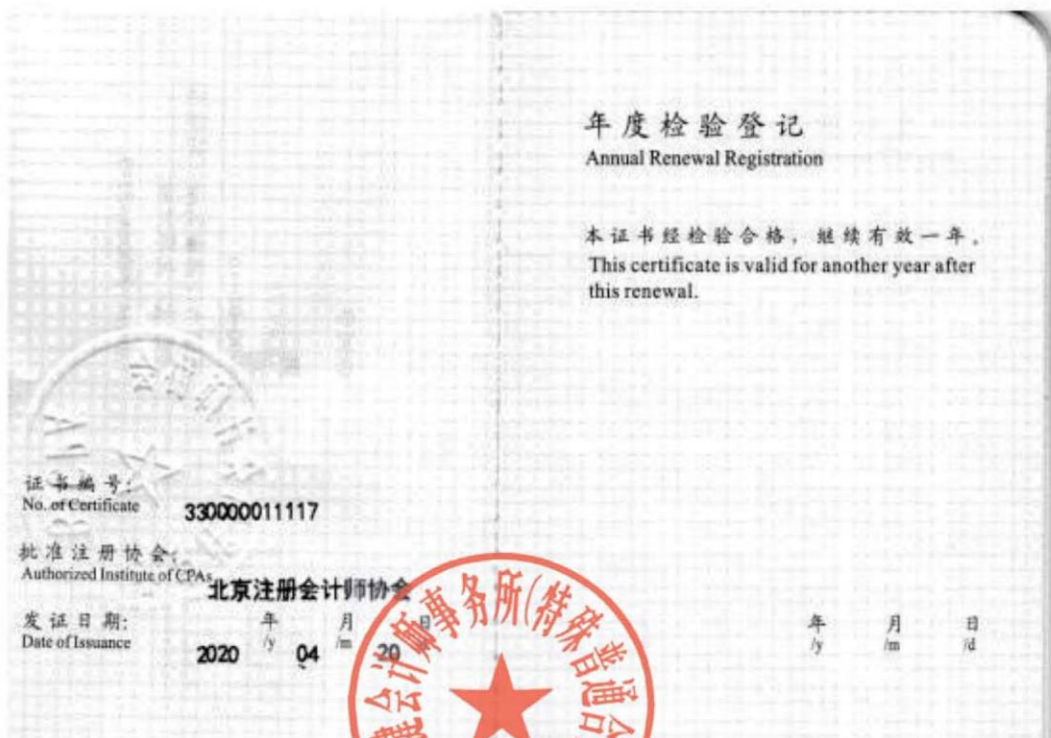 年度检验登记
Annual Renewal Registration
本证书经检验合格，继续有效一年。
This certificate is valid for another year after
this renewal.
证书编号：
No. of Certificate
330000011117
批准注册协会：
Authorized Institute of CPAs
北京注册会计师协会
发证日期：
Date of Issuance
2020 年 04 月 20 日
/y /m
年 月 日
/y /m /d
会计师事务所(特殊普通合